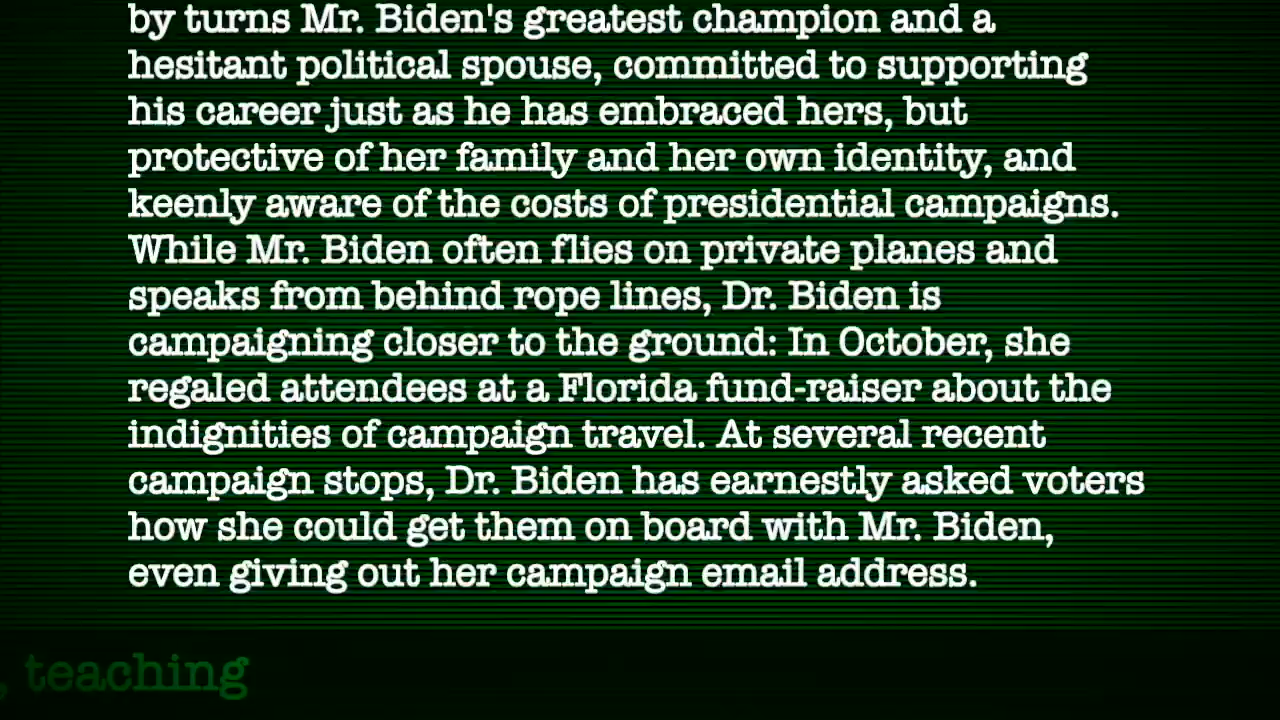 by turns Mr. Biden's greatest champion and a
hesitant political spouse, committed to supporting
his career just as he has embraced hers, but
protective of her family and her own identity, and
keenly aware of the costs of presidential campaigns.
While Mr. Biden often flies on private planes and
speaks from behind rope lines, Dr. Biden is
campaigning closer to the ground: In October, she
regaled attendees at a Florida fund-raiser about the
indignities of campaign travel. At several recent
campaign stops, Dr. Biden has earnestly asked voters
how she could get them on board with Mr. Biden,
even giving out her campaign email address.
, teaching